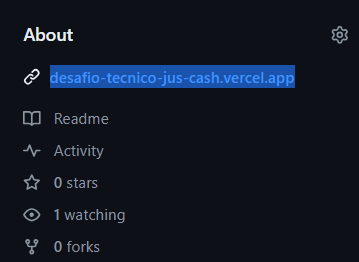 About
desafio-tecnico-jus-cash.vercel.app
Readme
Activity
0 stars
1 watching
0 forks